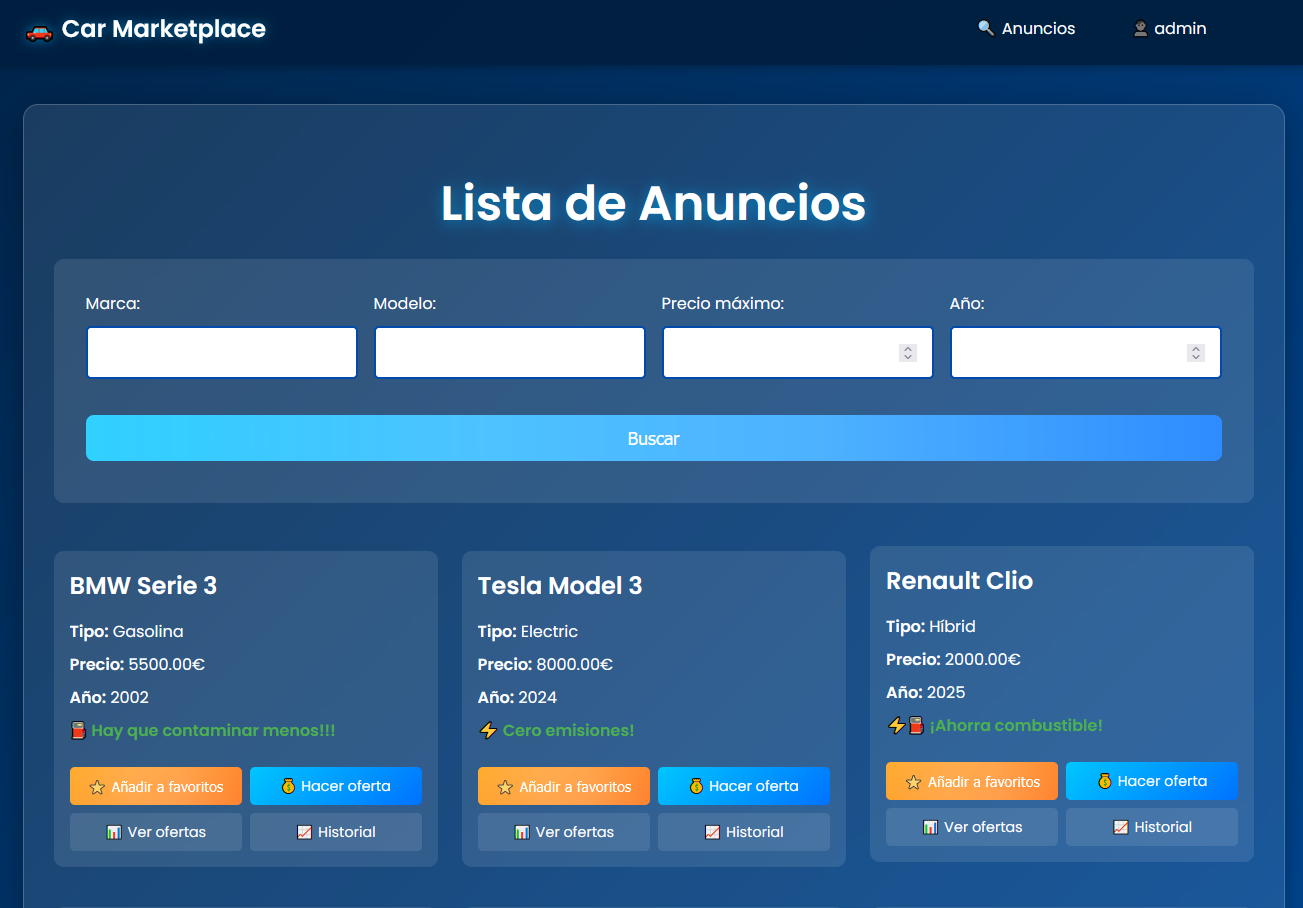 🚗 Car Marketplace
🔍 Anuncios
👤 admin
Lista de Anuncios
Marca:
Modelo:
Precio máximo:
Año:
Buscar
BMW Serie 3
Tipo: Gasolina
Precio: 5500.00€
Año: 2002
⛽ Hay que contaminar menos!!!
⭐ Añadir a favoritos
💰 Hacer oferta
📊 Ver ofertas
📈 Historial
Tesla Model 3
Tipo: Electric
Precio: 8000.00€
Año: 2024
⚡ Cero emisiones!
⭐ Añadir a favoritos
💰 Hacer oferta
📊 Ver ofertas
📈 Historial
Renault Clio
Tipo: Híbrid
Precio: 2000.00€
Año: 2025
⚡⛽ ¡Ahorra combustible!
⭐ Añadir a favoritos
💰 Hacer oferta
📊 Ver ofertas
📈 Historial